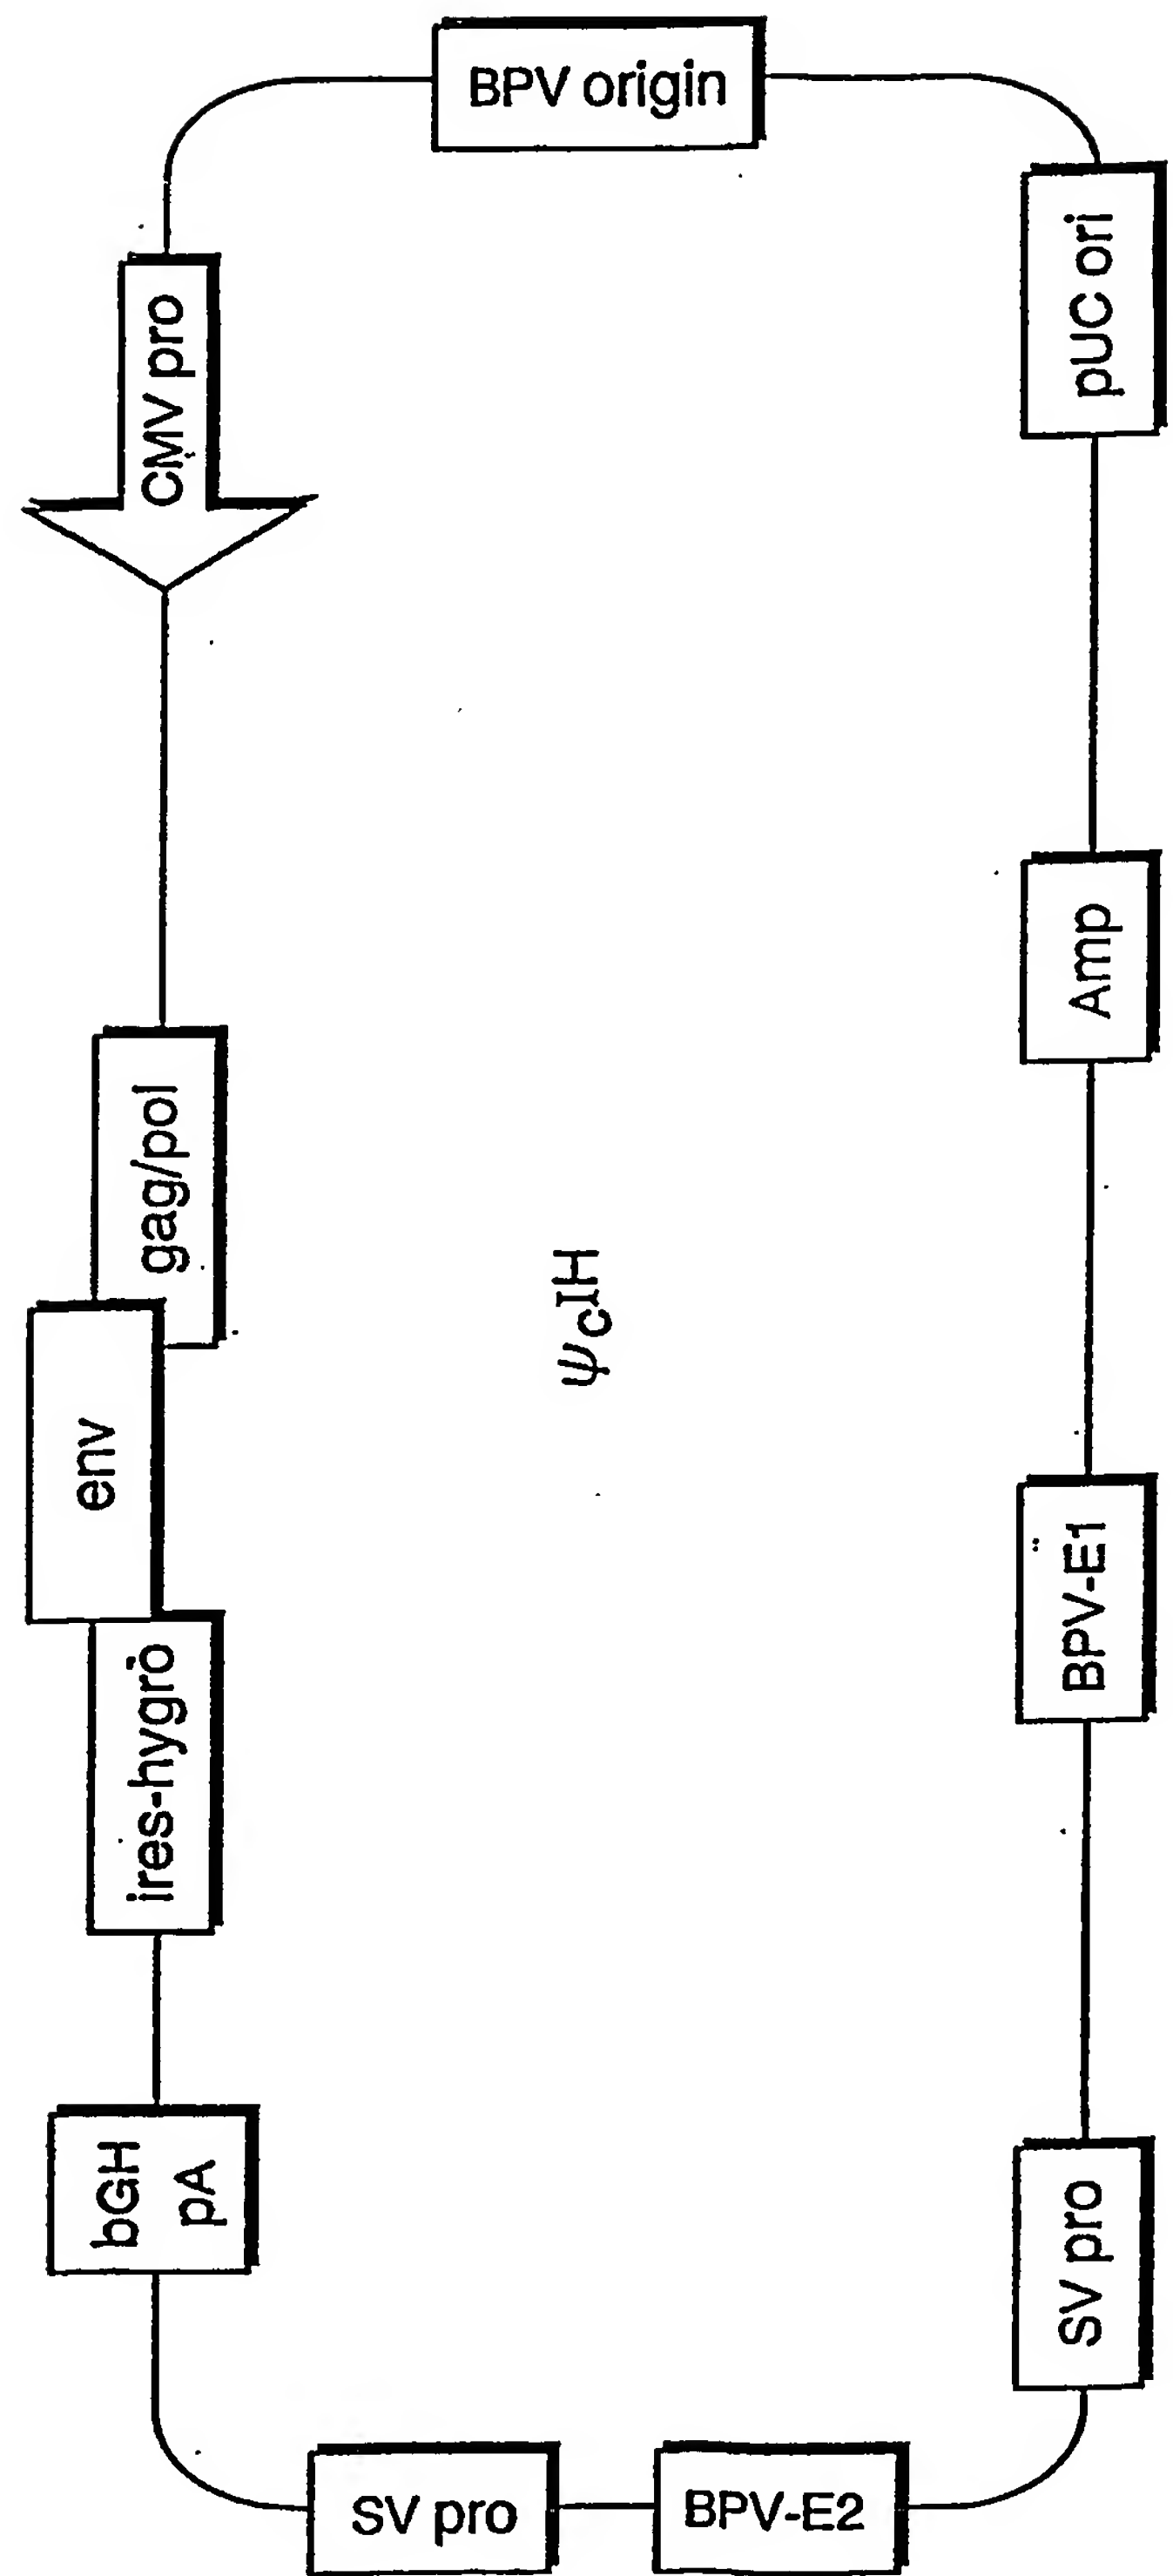 BPV origin
CMV pro
pUC ori
Amp
gag/pol
env
ires-hygro
ψcIH
BPV-E1
bGH
pA
SV pro
SV pro
BPV-E2